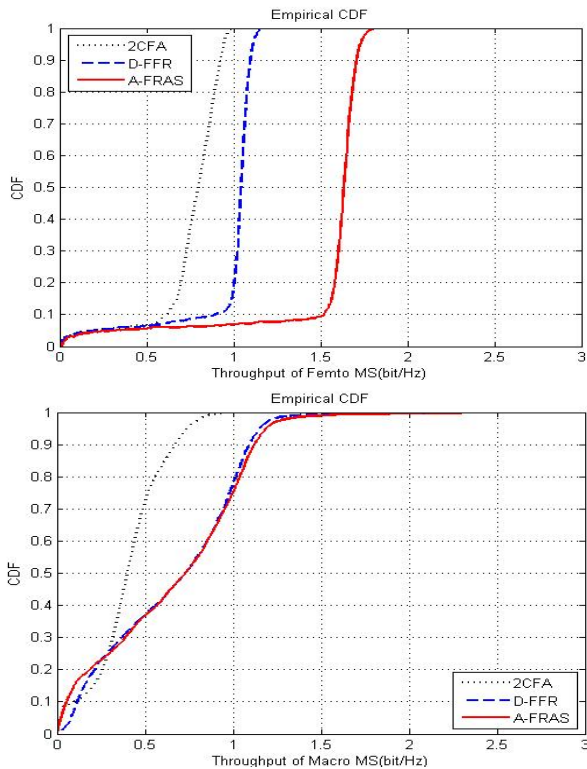 Empirical CDF
1
0.9
0.8
0.7
0.6
0.5
0.4
0.3
0.2
0.1
0
CDF
2CFA
D-FFR
A-FRAS
0 0.5 1 1.5 2 2.5 3
Throughput of Femto MS(bit/Hz)
Empirical CDF
1
0.9
0.8
0.7
0.6
0.5
0.4
0.3
0.2
0.1
0
CDF
2CFA
D-FFR
A-FRAS
0 0.5 1 1.5 2 2.5 3
Throughput of Macro MS(bit/Hz)